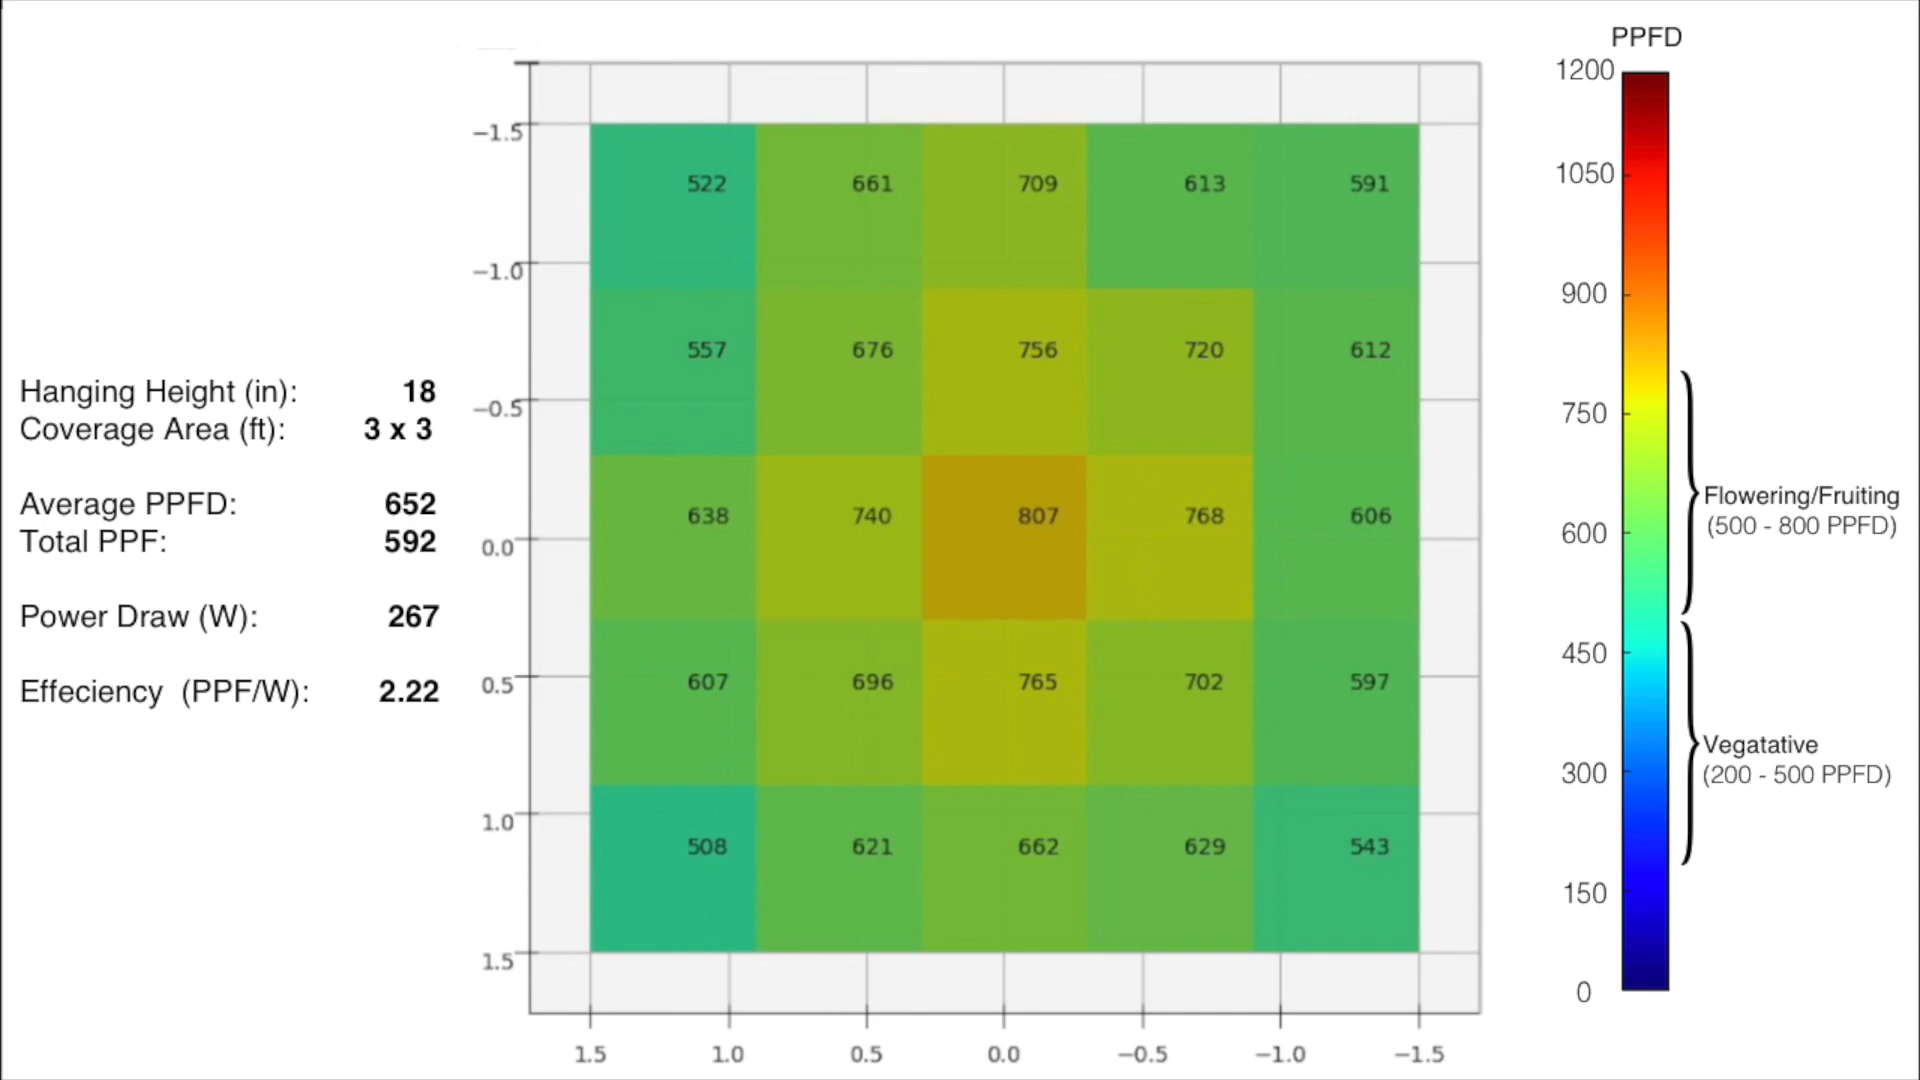 PPFD
1200
1050
900
750
600
450
300
150
0
Flowering/Fruiting
(500 - 800 PPFD)
Vegatative
(200 - 500 PPFD)
Hanging Height (in): 18
Coverage Area (ft): 3 x 3
Average PPFD: 652
Total PPF: 592
Power Draw (W): 267
Effeciency (PPF/W): 2.22
−1.5
−1.0
−0.5
0.0
0.5
1.0
1.5
522 661 709 613 591
557 676 756 720 612
638 740 807 768 606
607 696 765 702 597
508 621 662 629 543
1.5 1.0 0.5 0.0 −0.5 −1.0 −1.5